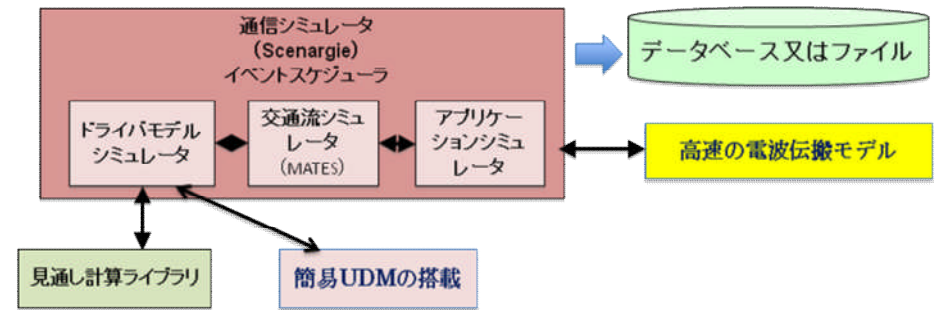 通信シミュレータ
(Scenargie)
イベントスケジューラ
データベース又はファイル
ドライバモデル
シミュレータ
交通流シミュ
レータ
(MATES)
アプリケー
ションシミュ
レータ
高速の電波伝搬モデル
見通し計算ライブラリ
簡易UDMの搭載